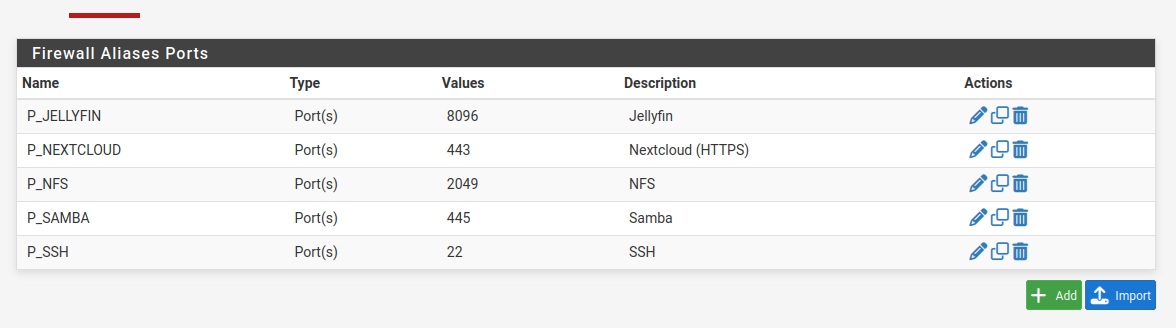 Firewall Aliases Ports
Name Type Values Description Actions
P_JELLYFIN Port(s) 8096 Jellyfin
P_NEXTCLOUD Port(s) 443 Nextcloud (HTTPS)
P_NFS Port(s) 2049 NFS
P_SAMBA Port(s) 445 Samba
P_SSH Port(s) 22 SSH
Add Import